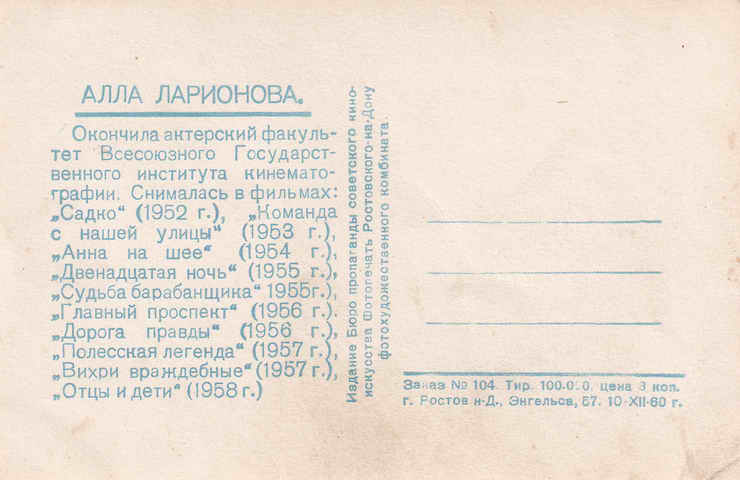 АЛЛА ЛАРИОНОВА.
Окончила актерский факуль-
тет Всесоюзного Государст-
венного института кинемато-
графии. Снималась в фильмах:
„Садко“ (1952 г.), „Команда
с нашей улицы“ (1953 г.),
„Анна на шее“ (1954 г.),
„Двенадцатая ночь“ (1955 г.),
„Судьба барабанщика“ 1955г.),
„Главный проспект“ (1956 г.).
„Дорога правды“ (1956 г.),
„Полесская легенда“ (1957 г.),
„Вихри враждебные“ (1957 г.),
„Отцы и дети“ (1958 г.)
Издание Бюро пропаганды советского кино-
искусства Фотопечать Ростовского-на-Дону
фотохудожественного комбината.
Заказ № 104. Тир. 100.000, цена 3 коп.
г. Ростов н-Д., Энгельса, 57. 10-XII-60 г.